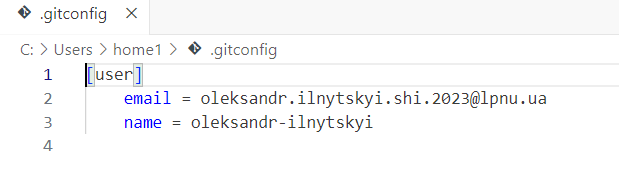 .gitconfig ×
C: > Users > home1 > .gitconfig
1 [user]
2 email = oleksandr.ilnytskyi.shi.2023@lpnu.ua
3 name = oleksandr-ilnytskyi
4